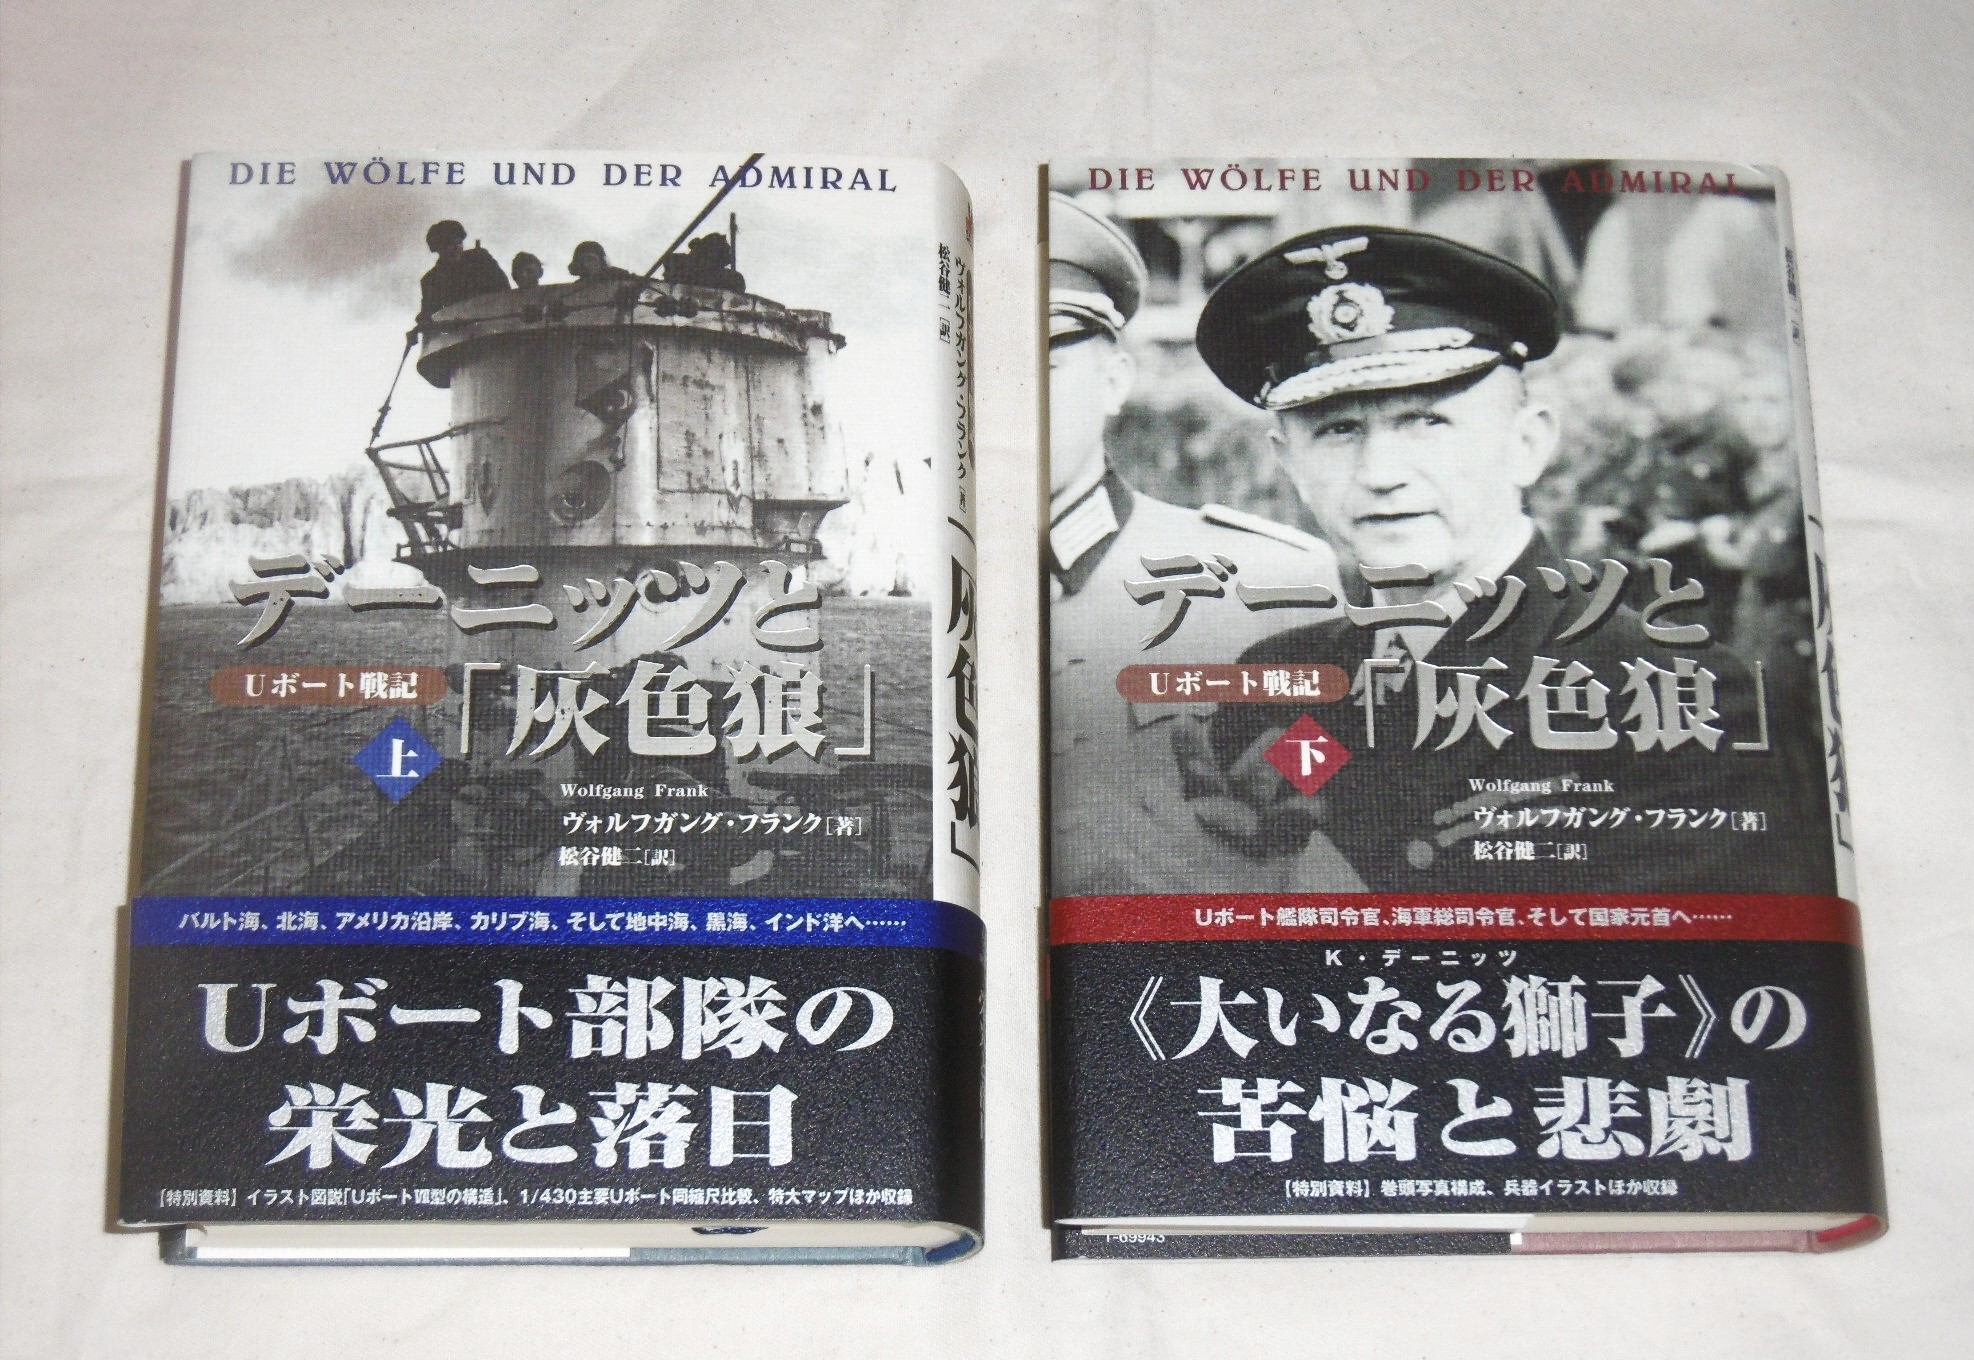 DIE WÖLFE UND DER ADMIRAL
デーニッツと
Uボート戦記
「灰色狼」
上
Wolfgang Frank
ヴォルフガング・フランク[著]
松谷健二[訳]
バルト海、北海、アメリカ沿岸、カリブ海、そして地中海、黒海、インド洋へ……
Uボート部隊の
栄光と落日
【特別資料】イラスト図説「UボートⅦ型の構造」、1/430主要Uボート同縮尺比較、特大マップほか収録
ヴォルフガング・フランク[著]
松谷健二[訳]
「灰色狼」
DIE WÖLFE UND DER ADMIRAL
デーニッツと
Uボート戦記
「灰色狼」
下
Wolfgang Frank
ヴォルフガング・フランク[著]
松谷健二[訳]
Uボート艦隊司令官、海軍総司令官、そして国家元首へ……
K・デーニッツ
《大いなる獅子》の
苦悩と悲劇
【特別資料】巻頭写真構成、兵器イラストほか収録
T-69943
「灰色狼」